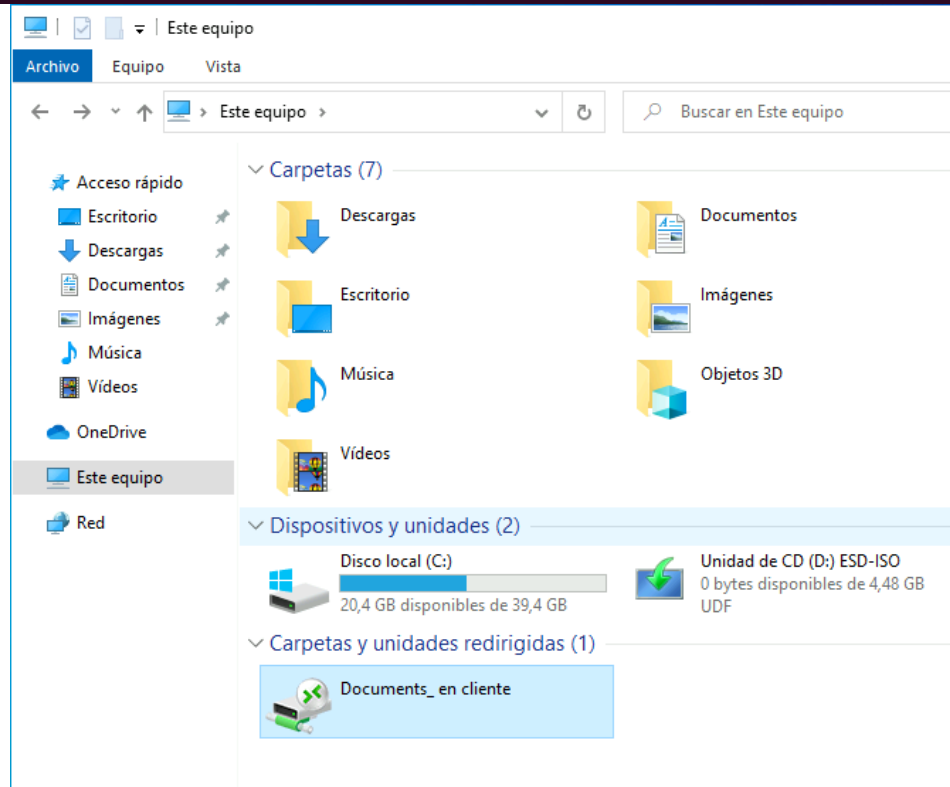 Este equipo
Archivo Equipo Vista
Este equipo
Buscar en Este equipo
Acceso rápido
Escritorio
Descargas
Documentos
Imágenes
Música
Vídeos
OneDrive
Este equipo
Red
Carpetas (7)
Descargas
Documentos
Escritorio
Imágenes
Música
Objetos 3D
Vídeos
Dispositivos y unidades (2)
Disco local (C:)
20,4 GB disponibles de 39,4 GB
Unidad de CD (D:) ESD-ISO
0 bytes disponibles de 4,48 GB
UDF
Carpetas y unidades redirigidas (1)
Documents_ en cliente